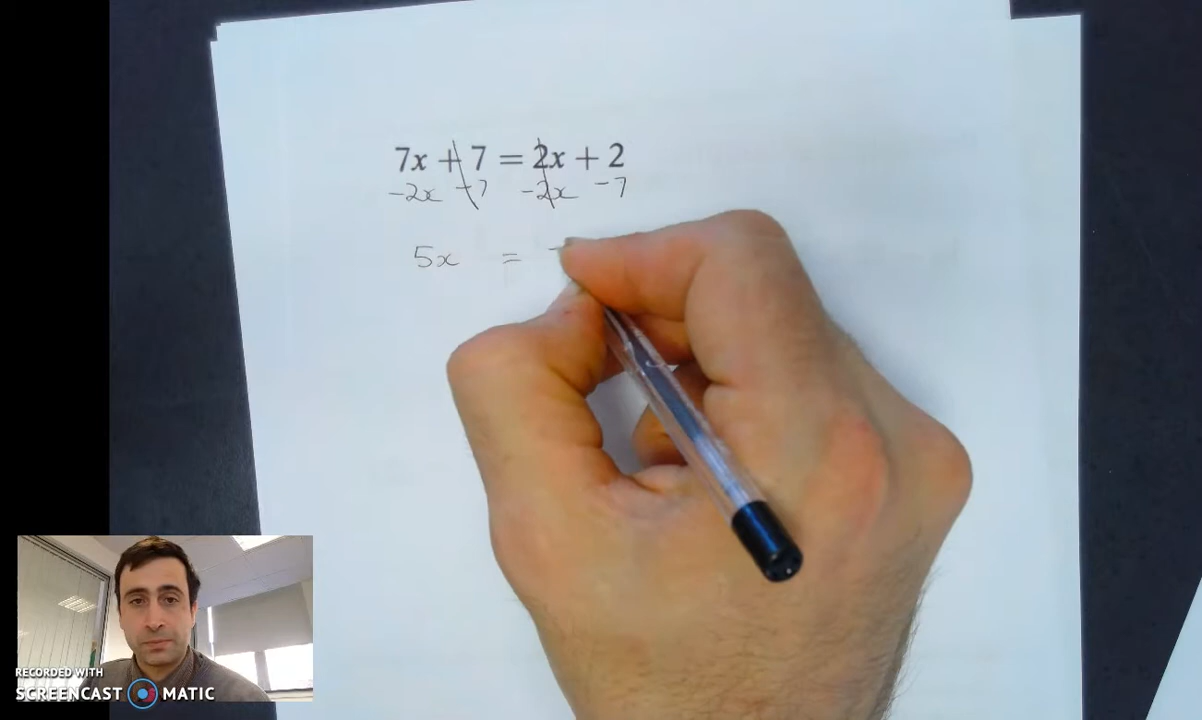 7x + 7 = 2x + 2
-2x -7 -2x -7
5x = -
RECORDED WITH
SCREENCAST MATIC